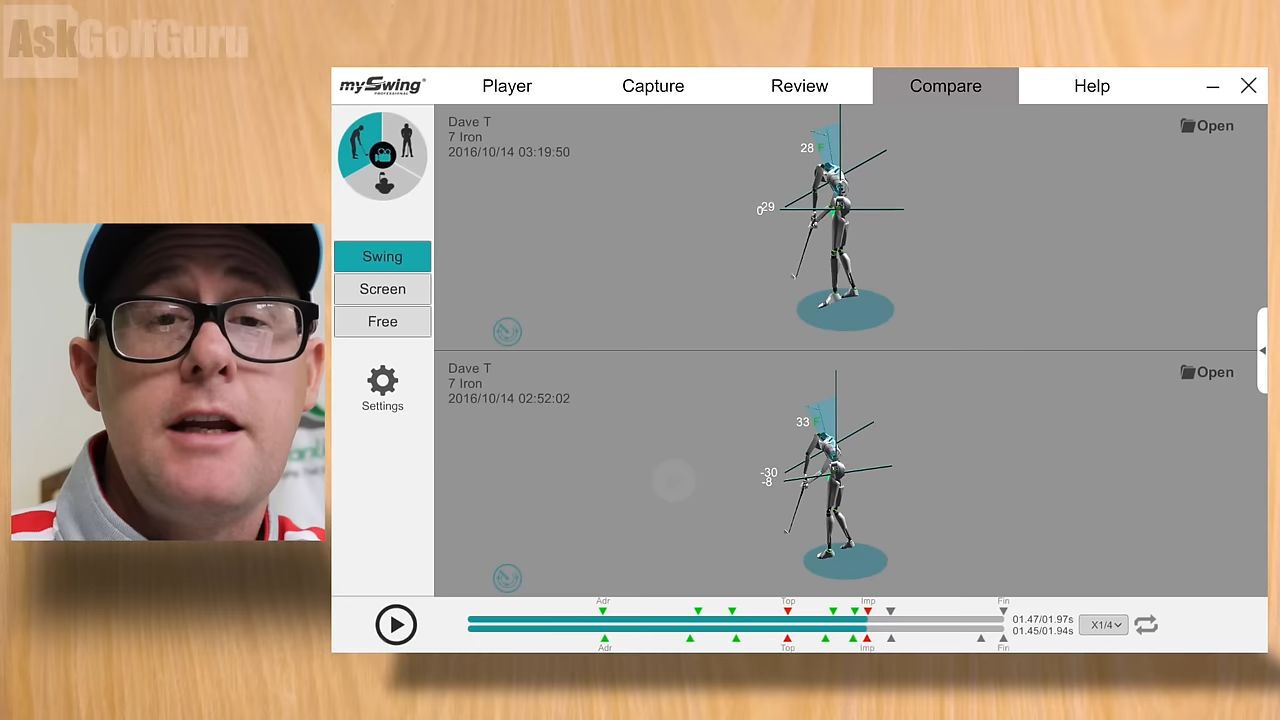 AskGolfGuru
mySwing
PROFESSIONAL
Player
Capture
Review
Compare
Help
Swing
Screen
Free
Settings
Dave T
7 Iron
2016/10/14 03:19:50
Open
28 F
0 -29
Dave T
7 Iron
2016/10/14 02:52:02
Open
33 F
-30
-8
Adr Top Imp Fin
01.47/01.97s
01.45/01.94s
X1/4
Adr Top Imp Fin